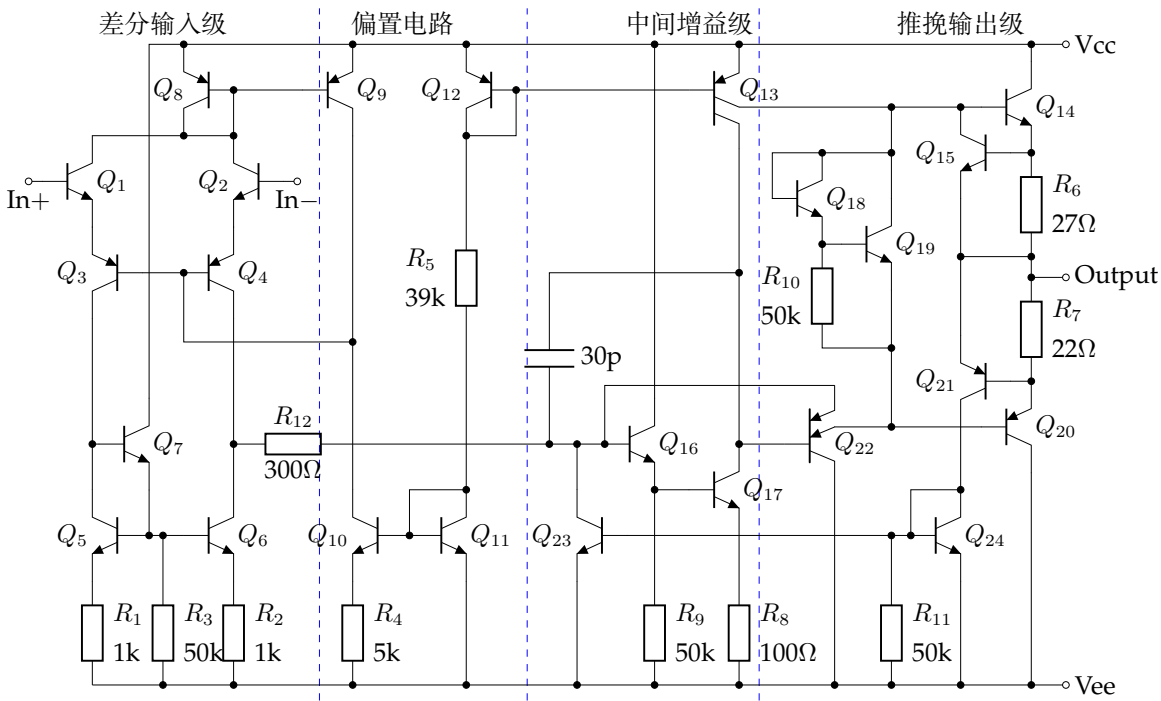 差分输入级 偏置电路 中间增益级 推挽输出级
Vcc
Q8 Q9 Q12 Q13 Q14
Q15
In+ Q1 Q2 In−
Q18 R6
27Ω
Q19
Q3 Q4 R5
39k
R10
50k
Output
R7
22Ω
30p
Q21
R12
300Ω
Q7 Q16 Q22 Q20
Q17
Q5 Q6 Q10 Q11 Q23 Q24
R1
1k
R3
50k
R2
1k
R4
5k
R9
50k
R8
100Ω
R11
50k
Vee